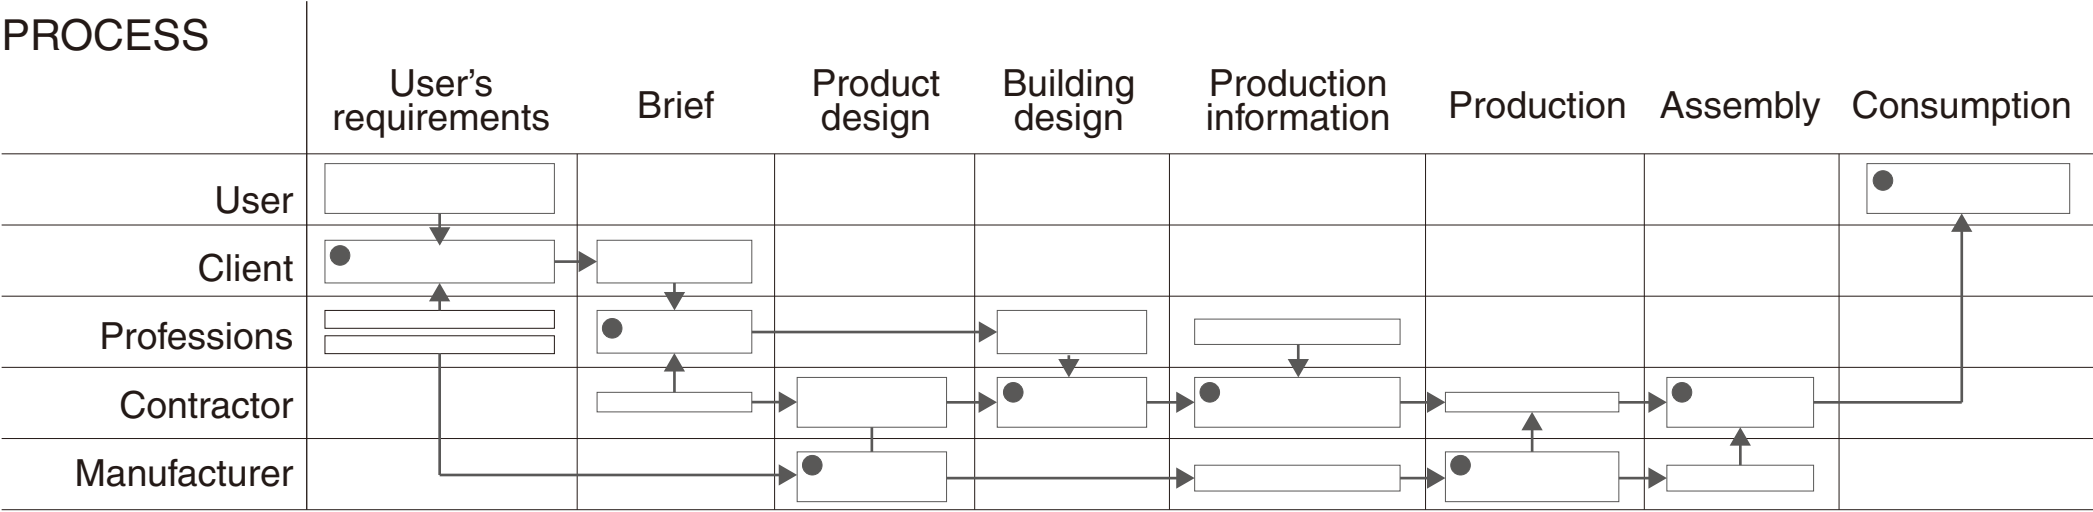 PROCESS
User’s
requirements
Brief
Product
design
Building
design
Production
information
Production
Assembly
Consumption
User
Client
Professions
Contractor
Manufacturer